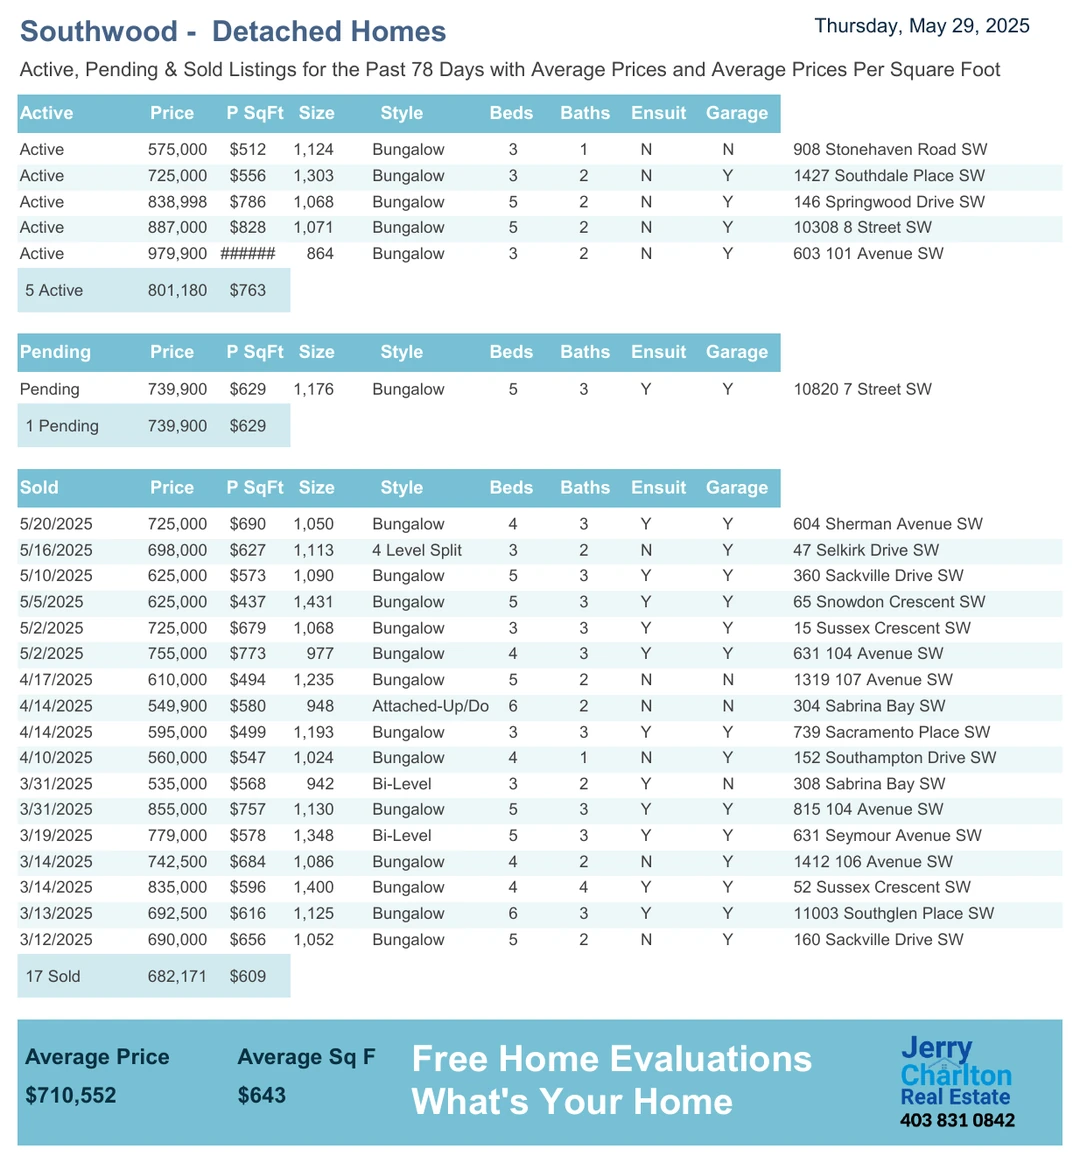 Southwood - Detached Homes
Thursday, May 29, 2025
Active, Pending & Sold Listings for the Past 78 Days with Average Prices and Average Prices Per Square Foot
Active Price P SqFt Size Style Beds Baths Ensuit Garage
Active 575,000 $512 1,124 Bungalow 3 1 N N 908 Stonehaven Road SW
Active 725,000 $556 1,303 Bungalow 3 2 N Y 1427 Southdale Place SW
Active 838,998 $786 1,068 Bungalow 5 2 N Y 146 Springwood Drive SW
Active 887,000 $828 1,071 Bungalow 5 2 N Y 10308 8 Street SW
Active 979,900 ###### 864 Bungalow 3 2 N Y 603 101 Avenue SW
5 Active 801,180 $763
Pending Price P SqFt Size Style Beds Baths Ensuit Garage
Pending 739,900 $629 1,176 Bungalow 5 3 Y Y 10820 7 Street SW
1 Pending 739,900 $629
Sold Price P SqFt Size Style Beds Baths Ensuit Garage
5/20/2025 725,000 $690 1,050 Bungalow 4 3 Y Y 604 Sherman Avenue SW
5/16/2025 698,000 $627 1,113 4 Level Split 3 2 N Y 47 Selkirk Drive SW
5/10/2025 625,000 $573 1,090 Bungalow 5 3 Y Y 360 Sackville Drive SW
5/5/2025 625,000 $437 1,431 Bungalow 5 3 Y Y 65 Snowdon Crescent SW
5/2/2025 725,000 $679 1,068 Bungalow 3 3 Y Y 15 Sussex Crescent SW
5/2/2025 755,000 $773 977 Bungalow 4 3 Y Y 631 104 Avenue SW
4/17/2025 610,000 $494 1,235 Bungalow 5 2 N N 1319 107 Avenue SW
4/14/2025 549,900 $580 948 Attached-Up/Do 6 2 N N 304 Sabrina Bay SW
4/14/2025 595,000 $499 1,193 Bungalow 3 3 Y Y 739 Sacramento Place SW
4/10/2025 560,000 $547 1,024 Bungalow 4 1 N Y 152 Southampton Drive SW
3/31/2025 535,000 $568 942 Bi-Level 3 2 Y N 308 Sabrina Bay SW
3/31/2025 855,000 $757 1,130 Bungalow 5 3 Y Y 815 104 Avenue SW
3/19/2025 779,000 $578 1,348 Bi-Level 5 3 Y Y 631 Seymour Avenue SW
3/14/2025 742,500 $684 1,086 Bungalow 4 2 N Y 1412 106 Avenue SW
3/14/2025 835,000 $596 1,400 Bungalow 4 4 Y Y 52 Sussex Crescent SW
3/13/2025 692,500 $616 1,125 Bungalow 6 3 Y Y 11003 Southglen Place SW
3/12/2025 690,000 $656 1,052 Bungalow 5 2 N Y 160 Sackville Drive SW
17 Sold 682,171 $609
Average Price Average Sq F
$710,552 $643
Free Home Evaluations
What's Your Home
Jerry
Charlton
Real Estate
403 831 0842